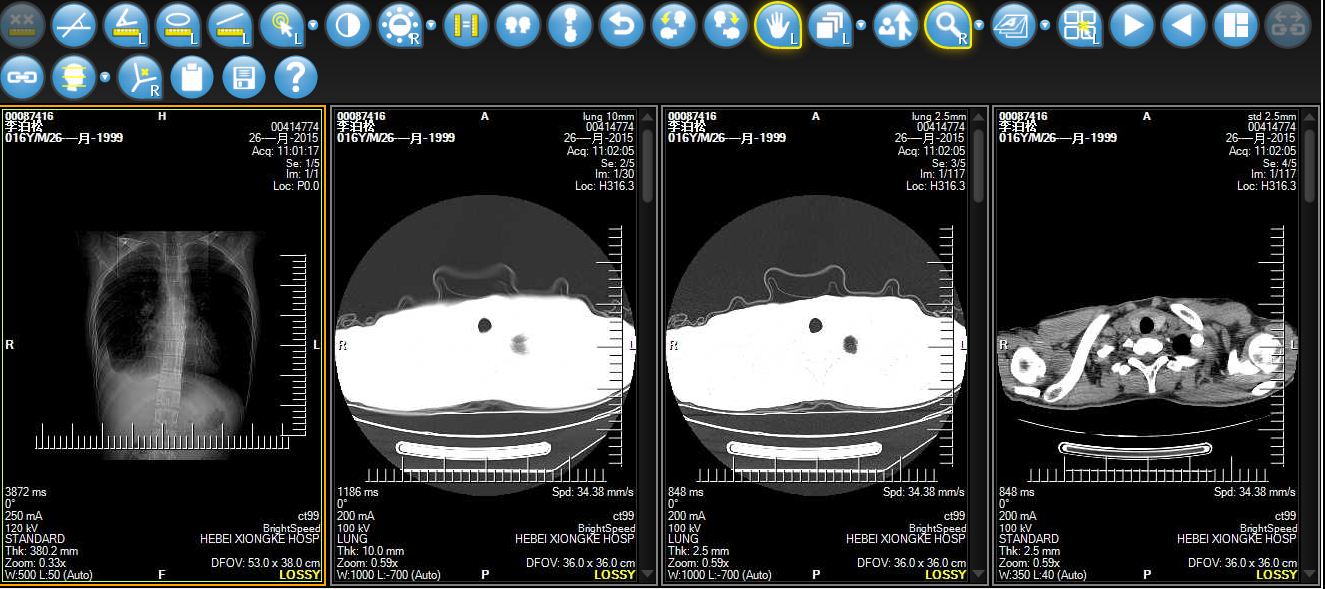 L
L
L
L
R
L
L
R
L
R
?
00087416
H
李泊松
00414774
016Y/M/26-一月-1999
26-一月-2015
Acq: 11:01:17
Se: 1/5
Im: 1/1
Loc: P0.0
R
L
3872 ms
0°
250 mA
ct99
120 kV
BrightSpeed
STANDARD
HEBEI XIONGKE HOSP
Thk: 380.2 mm
Zoom: 0.33x
DFOV: 53.0 x 38.0 cm
W:500 L:50 (Auto)
F
LOSSY
00087416
A
lung 10mm
李泊松
00414774
016Y/M/26-一月-1999
26-一月-2015
Acq: 11:02:05
Se: 2/5
Im: 1/30
Loc: H316.3
R
L
1186 ms
Spd: 34.38 mm/s
0°
200 mA
ct99
100 kV
BrightSpeed
LUNG
HEBEI XIONGKE HOSP
Thk: 10.0 mm
Zoom: 0.59x
DFOV: 36.0 x 36.0 cm
W:1000 L:-700 (Auto)
P
LOSSY
00087416
A
lung 2.5mm
李泊松
00414774
016Y/M/26-一月-1999
26-一月-2015
Acq: 11:02:05
Se: 3/5
Im: 1/117
Loc: H316.3
R
L
848 ms
Spd: 34.38 mm/s
0°
200 mA
ct99
100 kV
BrightSpeed
LUNG
HEBEI XIONGKE HOSP
Thk: 2.5 mm
Zoom: 0.59x
DFOV: 36.0 x 36.0 cm
W:1000 L:-700 (Auto)
P
LOSSY
00087416
A
std 2.5mm
李泊松
00414774
016Y/M/26-一月-1999
26-一月-2015
Acq: 11:02:05
Se: 4/5
Im: 1/117
Loc: H316.3
R
L
848 ms
Spd: 34.38 mm/s
0°
200 mA
ct99
100 kV
BrightSpeed
STANDARD
HEBEI XIONGKE HOSP
Thk: 2.5 mm
Zoom: 0.59x
DFOV: 36.0 x 36.0 cm
W:350 L:40 (Auto)
P
LOSSY